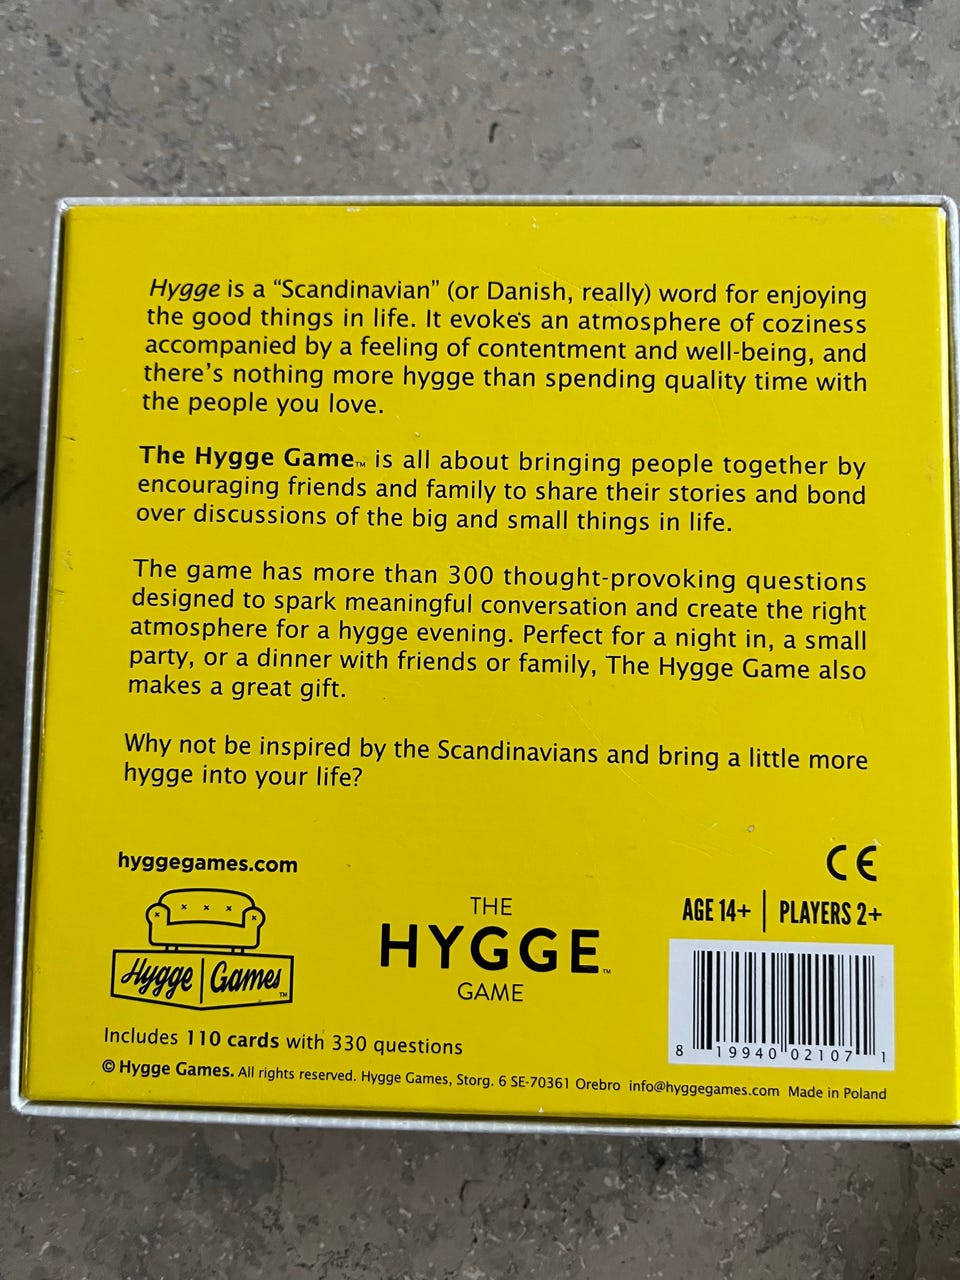 Hygge is a “Scandinavian” (or Danish, really) word for enjoying
the good things in life. It evokes an atmosphere of coziness
accompanied by a feeling of contentment and well-being, and
there’s nothing more hygge than spending quality time with
the people you love.
The Hygge Game™ is all about bringing people together by
encouraging friends and family to share their stories and bond
over discussions of the big and small things in life.
The game has more than 300 thought-provoking questions
designed to spark meaningful conversation and create the right
atmosphere for a hygge evening. Perfect for a night in, a small
party, or a dinner with friends or family, The Hygge Game also
makes a great gift.
Why not be inspired by the Scandinavians and bring a little more
hygge into your life?
hyggegames.com
Hygge | Games™
THE
HYGGE™
GAME
CE
AGE 14+ | PLAYERS 2+
8 19940 02107 1
Includes 110 cards with 330 questions
© Hygge Games. All rights reserved. Hygge Games, Storg. 6 SE-70361 Orebro info@hyggegames.com Made in Poland